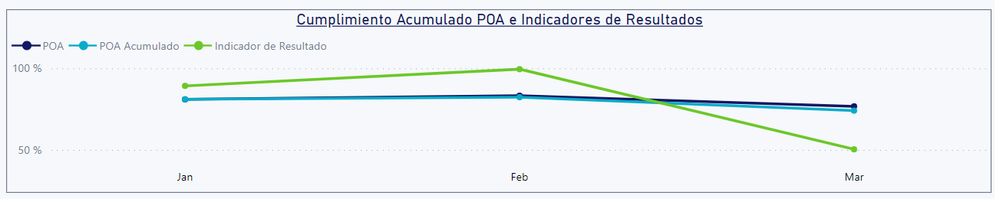 Cumplimiento Acumulado POA e Indicadores de Resultados
POA POA Acumulado Indicador de Resultado
100 %
50 %
Jan Feb Mar